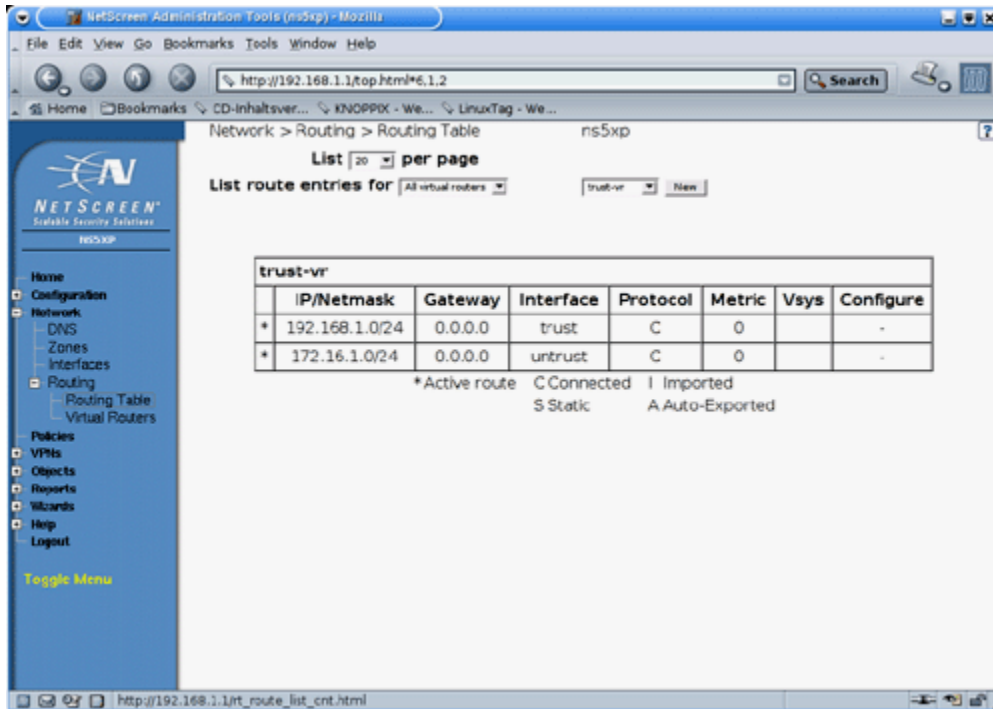 NetScreen Administration Tools (ns5xp) - Mozilla
File Edit View Go Bookmarks Tools Window Help
http://192.168.1.1/top.html#6,1,2
Search
Home Bookmarks CD-Inhaltsver... KNOPPIX - We... LinuxTag - We...
Network > Routing > Routing Table ns5xp ?
List 20 per page
List route entries for All virtual routers trust-vr New
N
NETSCREEN
Scalable Security Solutions
NS5XP
Home
Configuration
Network
DNS
Zones
Interfaces
Routing
Routing Table
Virtual Routers
Policies
VPNs
Objects
Reports
Wizards
Help
Logout
Toggle Menu
trust-vr
IP/Netmask Gateway Interface Protocol Metric Vsys Configure
* 192.168.1.0/24 0.0.0.0 trust C 0 -
* 172.16.1.0/24 0.0.0.0 untrust C 0 -
* Active route C Connected I Imported
S Static A Auto-Exported
http://192.168.1.1/rt_route_list_cnt.html